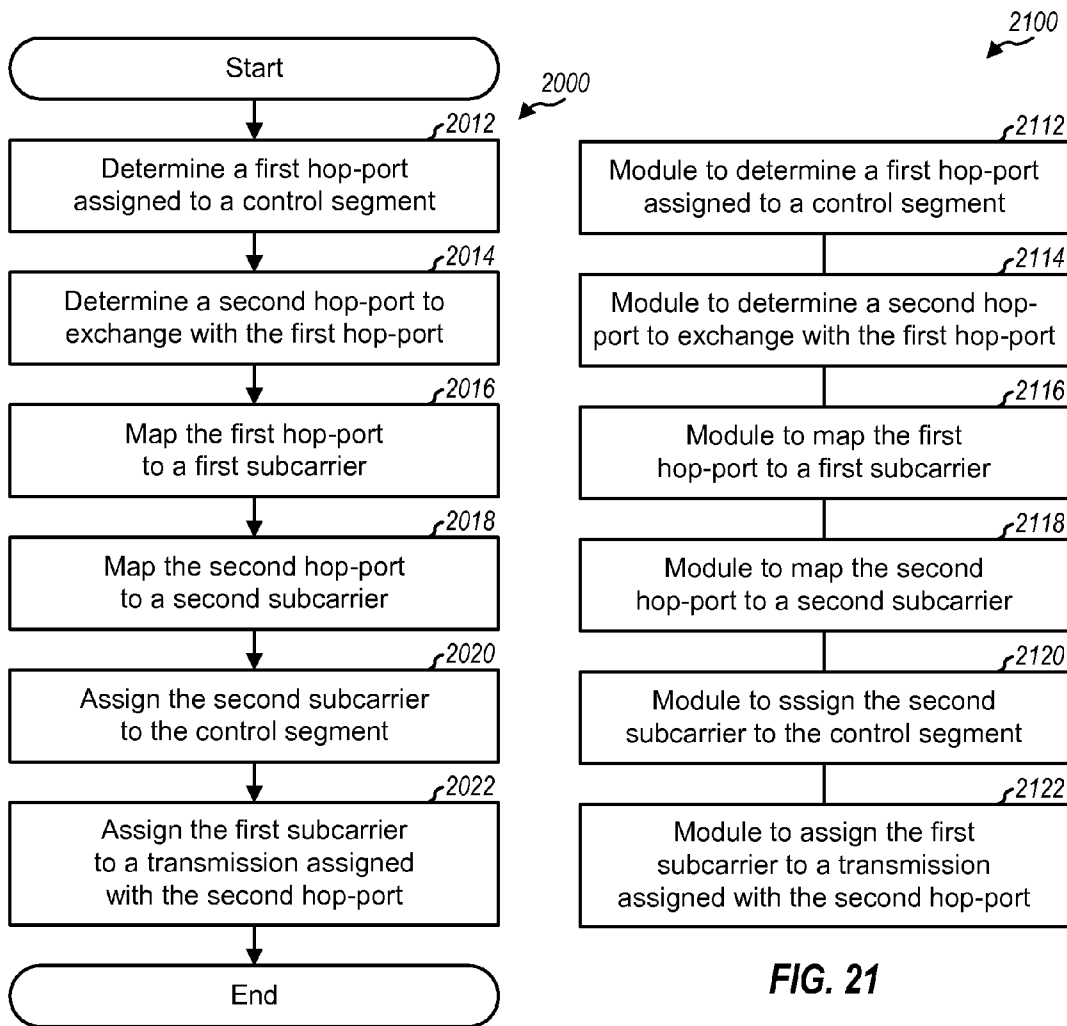 Start
2000
2012
Determine a first hop-port
assigned to a control segment
2014
Determine a second hop-port to
exchange with the first hop-port
2016
Map the first hop-port
to a first subcarrier
2018
Map the second hop-port
to a second subcarrier
2020
Assign the second subcarrier
to the control segment
2022
Assign the first subcarrier
to a transmission assigned
with the second hop-port
End
2100
2112
Module to determine a first hop-port
assigned to a control segment
2114
Module to determine a second hop-
port to exchange with the first hop-port
2116
Module to map the first
hop-port to a first subcarrier
2118
Module to map the second
hop-port to a second subcarrier
2120
Module to sssign the second
subcarrier to the control segment
2122
Module to assign the first
subcarrier to a transmission
assigned with the second hop-port
FIG. 21